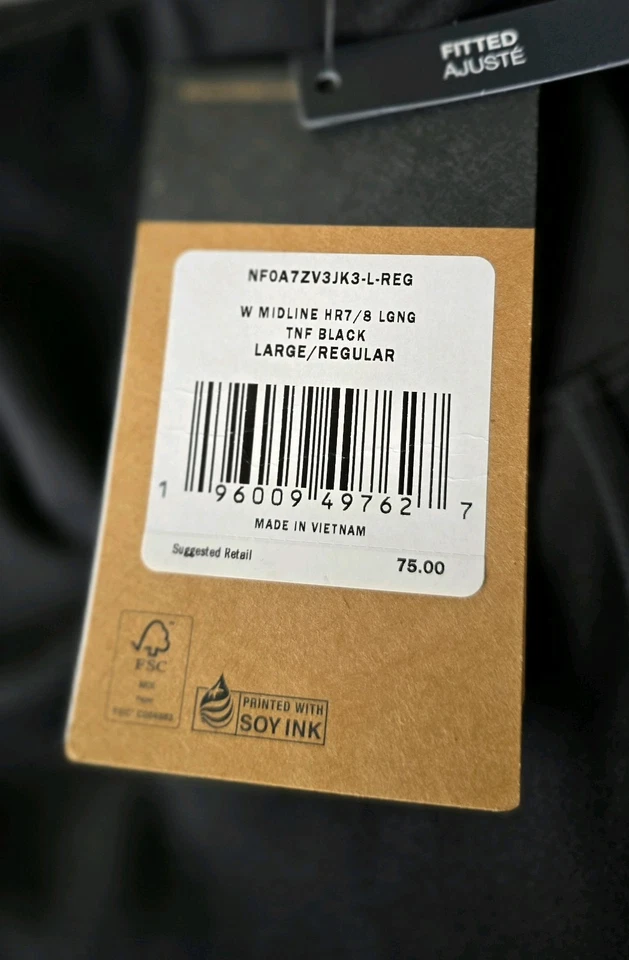 FITTED
AJUSTÉ
NF0A7ZV3JK3-L-REG
W MIDLINE HR7/8 LGNG
TNF BLACK
LARGE/REGULAR
1 96009 49762 7
MADE IN VIETNAM
Suggested Retail 75.00
FSC
MIX
PRINTED WITH
SOY INK